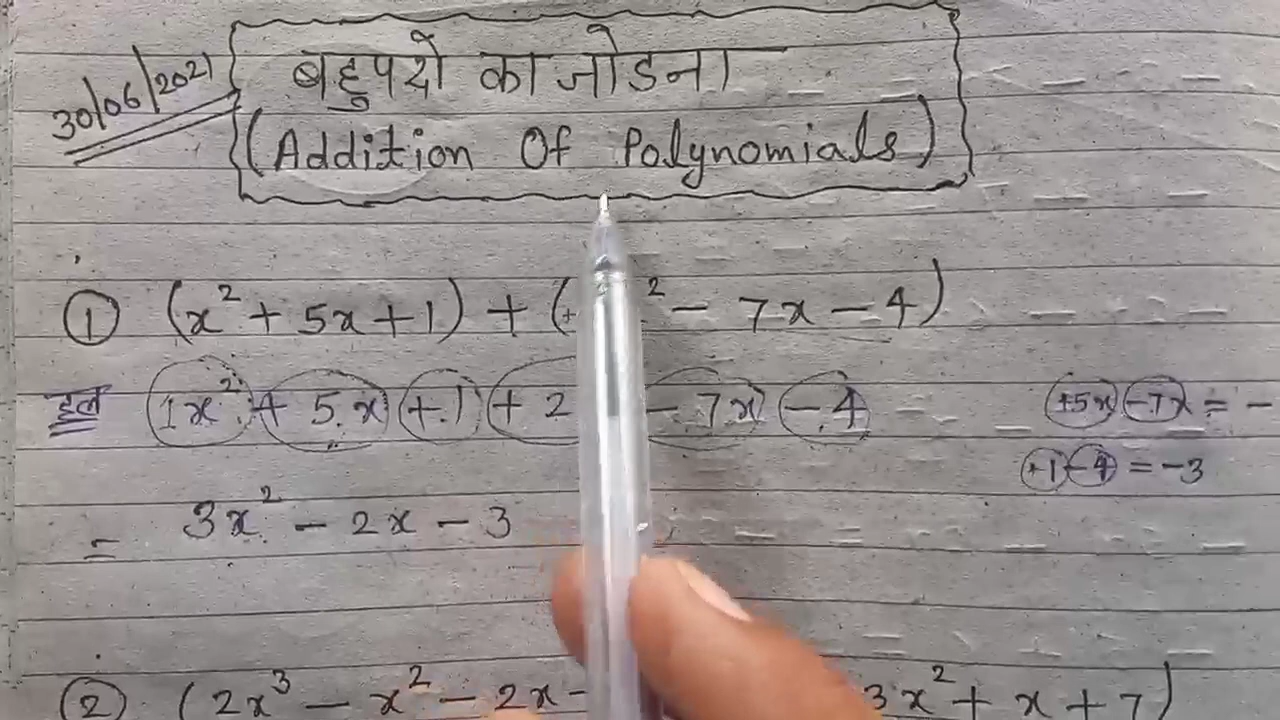 30/06/2021
बहुपदो का जोडना
(Addition Of Polynomials)
① (x² + 5x + 1) + (+ ² - 7x - 4)
हल 1x² + 5x + 1 + 2 - 7x - 4
+5x - 7x = -
+1 - 4 = -3
= 3x² - 2x - 3
② (2x³ - x² - 2x - 3x² + x + 7)